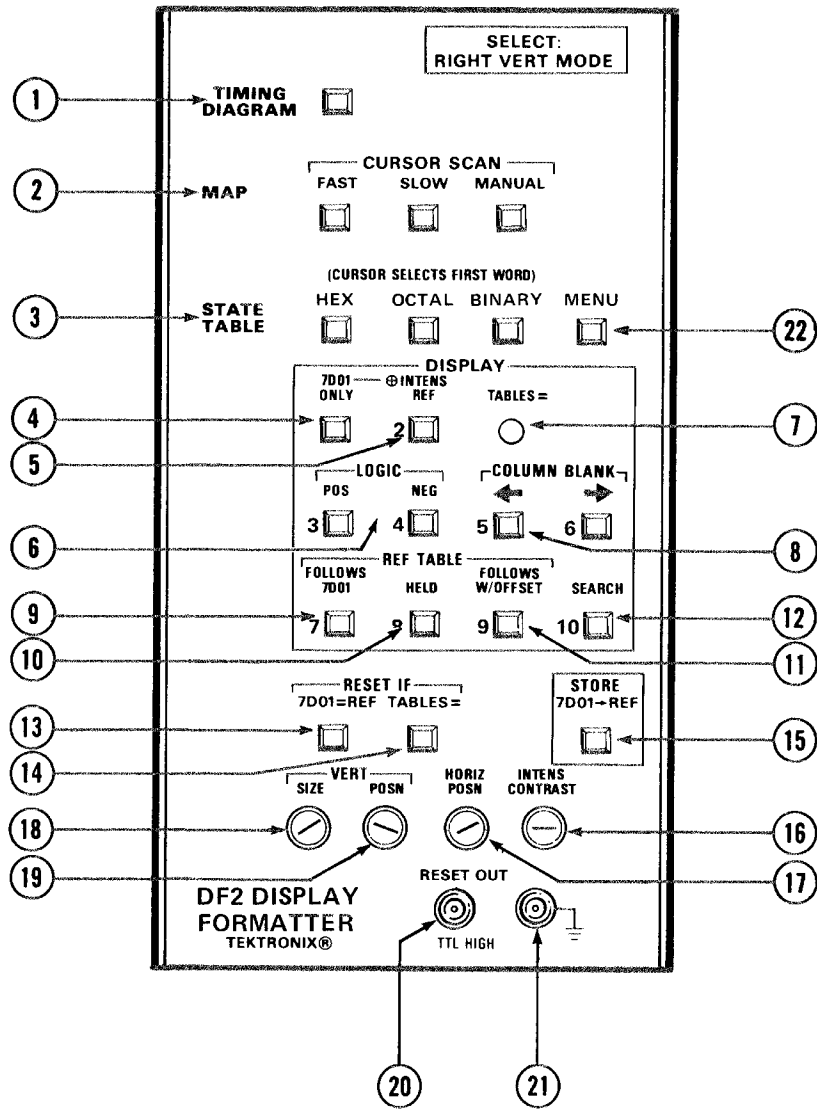 SELECT:
RIGHT VERT MODE
1
TIMING
DIAGRAM
CURSOR SCAN
2
MAP
FAST SLOW MANUAL
(CURSOR SELECTS FIRST WORD)
3
STATE
TABLE
HEX OCTAL BINARY MENU
22
DISPLAY
7D01 ⊕INTENS
ONLY REF TABLES=
4
2
7
5
LOGIC COLUMN BLANK
POS NEG
3 4 5 6
6
8
REF TABLE
FOLLOWS FOLLOWS
7D01 HELD W/OFFSET SEARCH
9
7 8 9 10
12
10
11
RESET IF
7D01=REF TABLES=
STORE
7D01→REF
13
15
14
VERT
SIZE POSN
HORIZ
POSN
INTENS
CONTRAST
18
16
19
17
DF2 DISPLAY
FORMATTER
TEKTRONIX®
RESET OUT
TTL HIGH
20 21